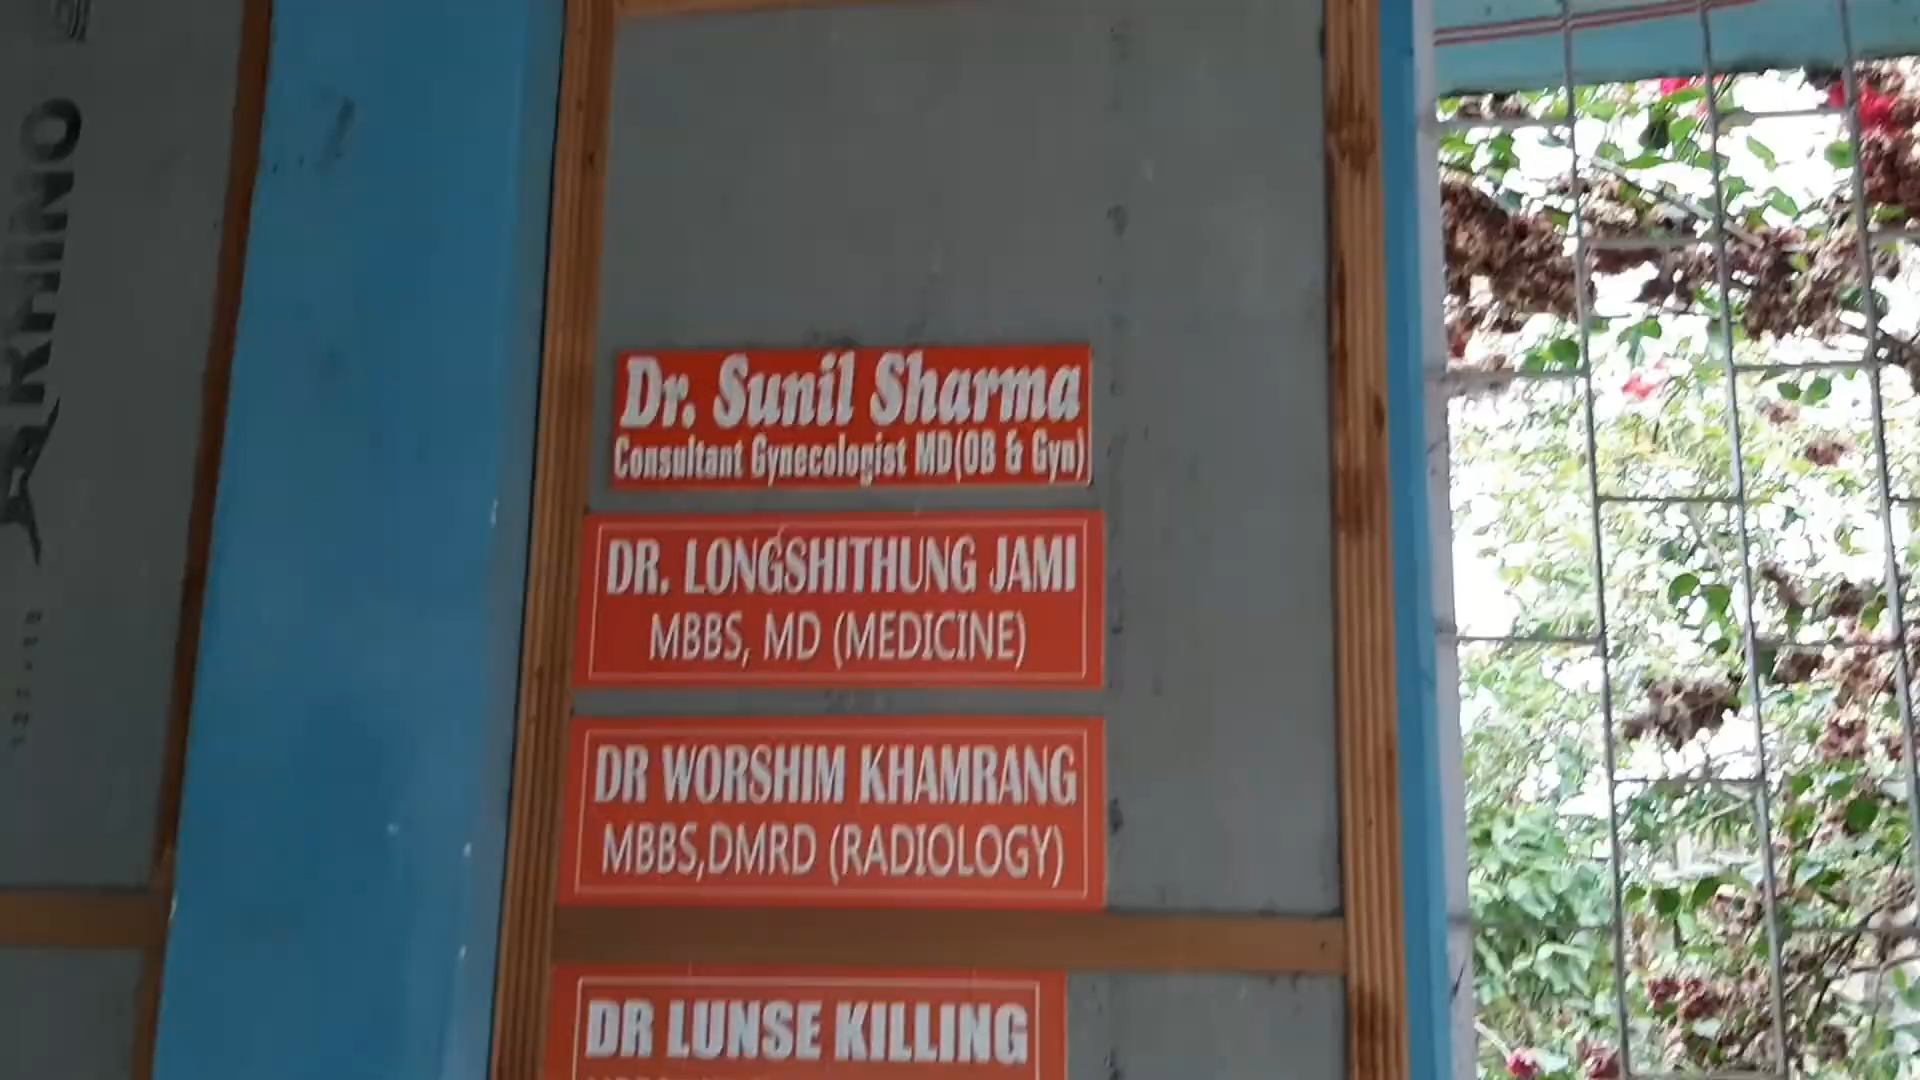 RHINO
Dr. Sunil Sharma
Consultant Gynecologist MD(OB & Gyn)
DR. LONGSHITHUNG JAMI
MBBS, MD (MEDICINE)
DR WORSHIM KHAMRANG
MBBS,DMRD (RADIOLOGY)
DR LUNSE KILLING